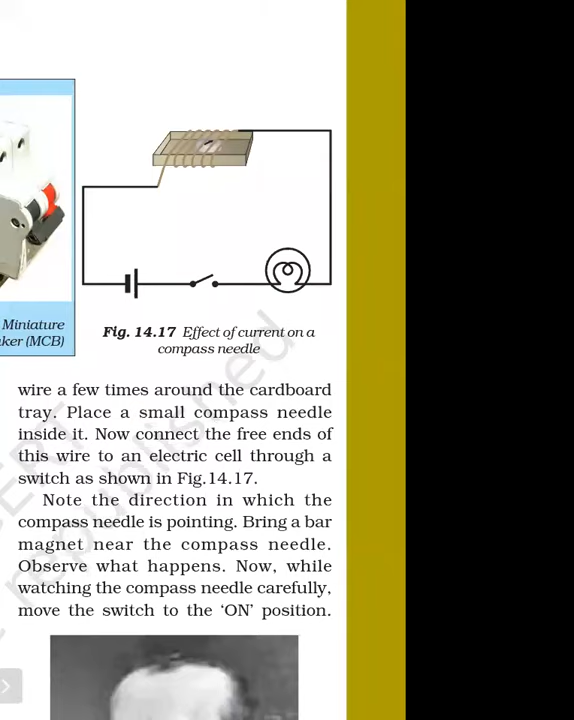 Miniature
ker (MCB)
Fig. 14.17 Effect of current on a
compass needle
wire a few times around the cardboard
tray. Place a small compass needle
inside it. Now connect the free ends of
this wire to an electric cell through a
switch as shown in Fig.14.17.
Note the direction in which the
compass needle is pointing. Bring a bar
magnet near the compass needle.
Observe what happens. Now, while
watching the compass needle carefully,
move the switch to the ‘ON’ position.
republished